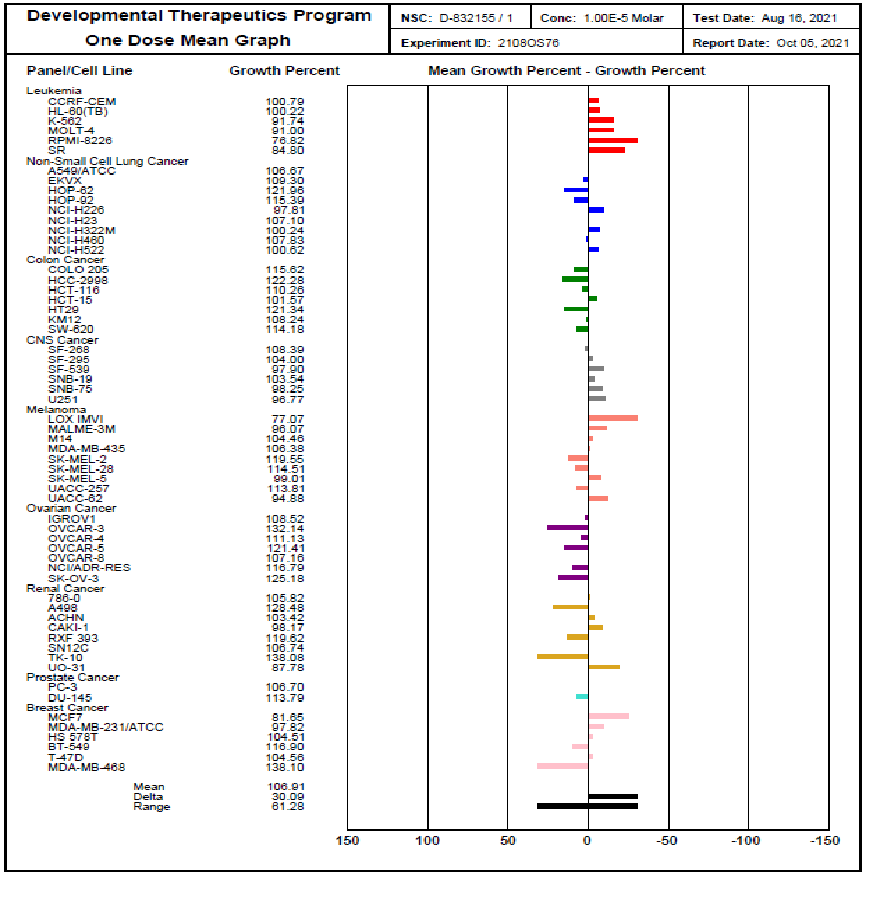 Developmental Therapeutics Program
One Dose Mean Graph
NSC: D-832155 / 1
Conc: 1.00E-5 Molar
Test Date: Aug 16, 2021
Experiment ID: 2108OS76
Report Date: Oct 05, 2021
Panel/Cell Line Growth Percent Mean Growth Percent - Growth Percent
Leukemia
CCRF-CEM 100.79
HL-60(TB) 100.22
K-562 91.74
MOLT-4 91.00
RPMI-8226 76.82
SR 84.80
Non-Small Cell Lung Cancer
A549/ATCC 106.67
EKVX 109.30
HOP-62 121.96
HOP-92 115.39
NCI-H226 97.61
NCI-H23 107.10
NCI-H322M 100.24
NCI-H460 107.83
NCI-H522 100.62
Colon Cancer
COLO 205 115.62
HCC-2998 122.28
HCT-116 110.26
HCT-15 101.57
HT29 121.34
KM12 108.24
SW-620 114.18
CNS Cancer
SF-268 108.39
SF-295 104.00
SF-539 97.90
SNB-19 103.54
SNB-75 98.25
U251 96.77
Melanoma
LOX IMVI 77.07
MALME-3M 96.07
M14 104.46
MDA-MB-435 106.38
SK-MEL-2 119.55
SK-MEL-28 114.51
SK-MEL-5 99.01
UACC-257 113.81
UACC-62 94.88
Ovarian Cancer
IGROV1 108.52
OVCAR-3 132.14
OVCAR-4 111.13
OVCAR-5 121.41
OVCAR-8 107.16
NCI/ADR-RES 116.79
SK-OV-3 125.18
Renal Cancer
786-0 105.82
A498 128.48
ACHN 103.42
CAKI-1 98.17
RXF 393 119.62
SN12C 106.74
TK-10 138.08
UO-31 87.78
Prostate Cancer
PC-3 106.70
DU-145 113.79
Breast Cancer
MCF7 81.65
MDA-MB-231/ATCC 97.82
HS 578T 104.51
BT-549 116.90
T-47D 104.56
MDA-MB-468 138.10
Mean 106.91
Delta 30.09
Range 61.28
150 100 50 0 -50 -100 -150